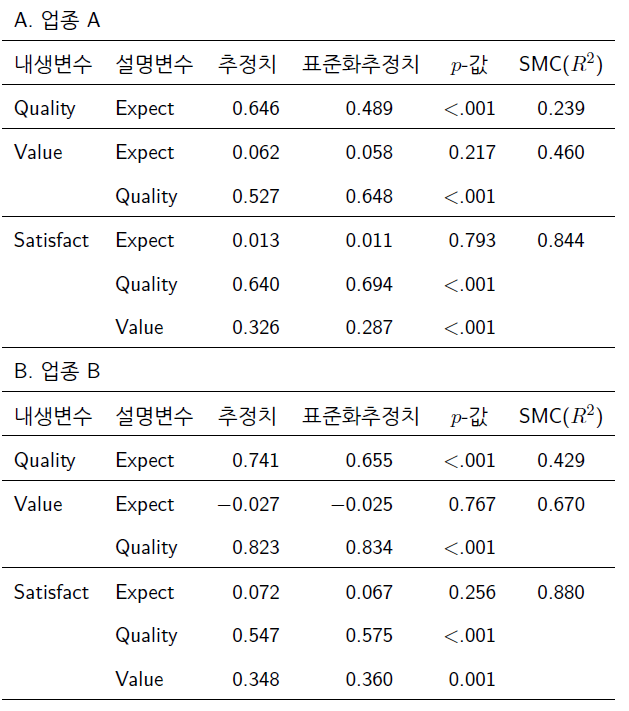 A. 업종 A
내생변수 설명변수 추정치 표준화추정치 p-값 SMC(R²)
Quality Expect 0.646 0.489 <.001 0.239
Value Expect 0.062 0.058 0.217 0.460
Quality 0.527 0.648 <.001
Satisfact Expect 0.013 0.011 0.793 0.844
Quality 0.640 0.694 <.001
Value 0.326 0.287 <.001
B. 업종 B
내생변수 설명변수 추정치 표준화추정치 p-값 SMC(R²)
Quality Expect 0.741 0.655 <.001 0.429
Value Expect −0.027 −0.025 0.767 0.670
Quality 0.823 0.834 <.001
Satisfact Expect 0.072 0.067 0.256 0.880
Quality 0.547 0.575 <.001
Value 0.348 0.360 0.001